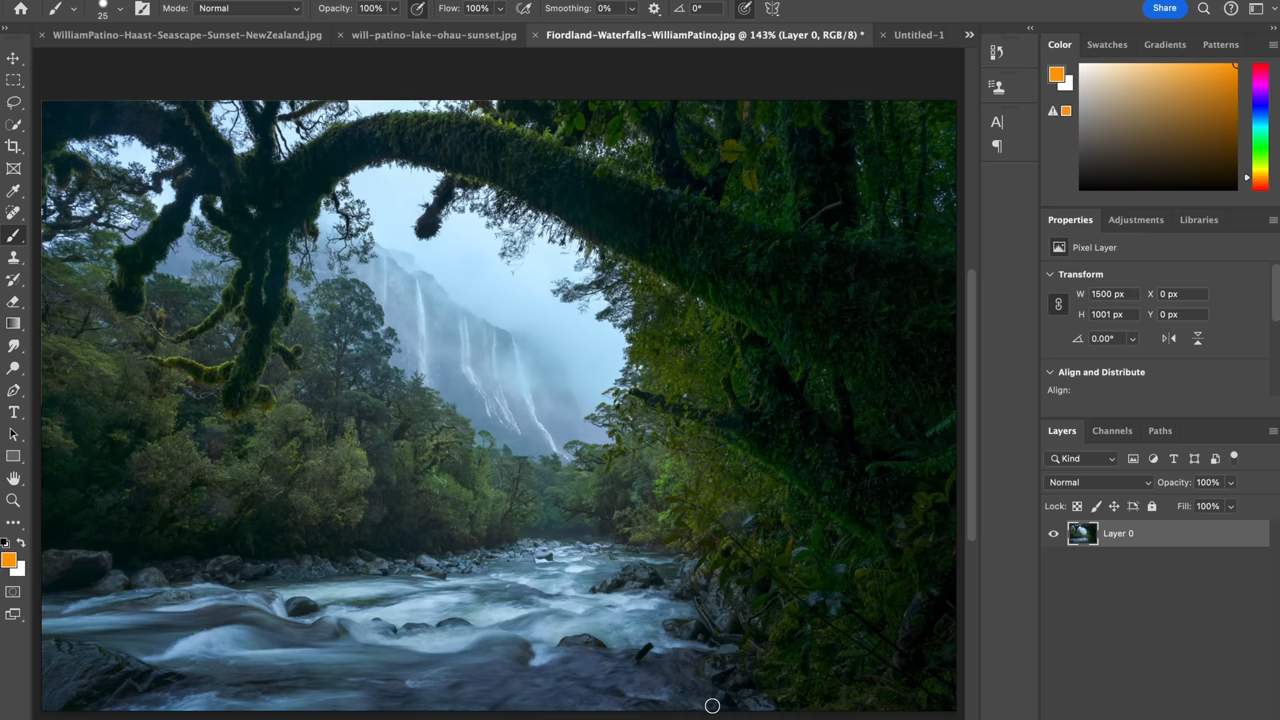 25
Mode: Normal
Opacity: 100%
Flow: 100%
Smoothing: 0%
0°
Share
WilliamPatino-Haast-Seascape-Sunset-NewZealand.jpg
will-patino-lake-ohau-sunset.jpg
Fiordland-Waterfalls-WilliamPatino.jpg @ 143% (Layer 0, RGB/8) *
Untitled-1
Color
Swatches
Gradients
Patterns
Properties
Adjustments
Libraries
Pixel Layer
Transform
W 1500 px X 0 px
H 1001 px Y 0 px
0.00°
Align and Distribute
Align:
Layers
Channels
Paths
Kind
Normal
Opacity: 100%
Lock:
Fill: 100%
Layer 0